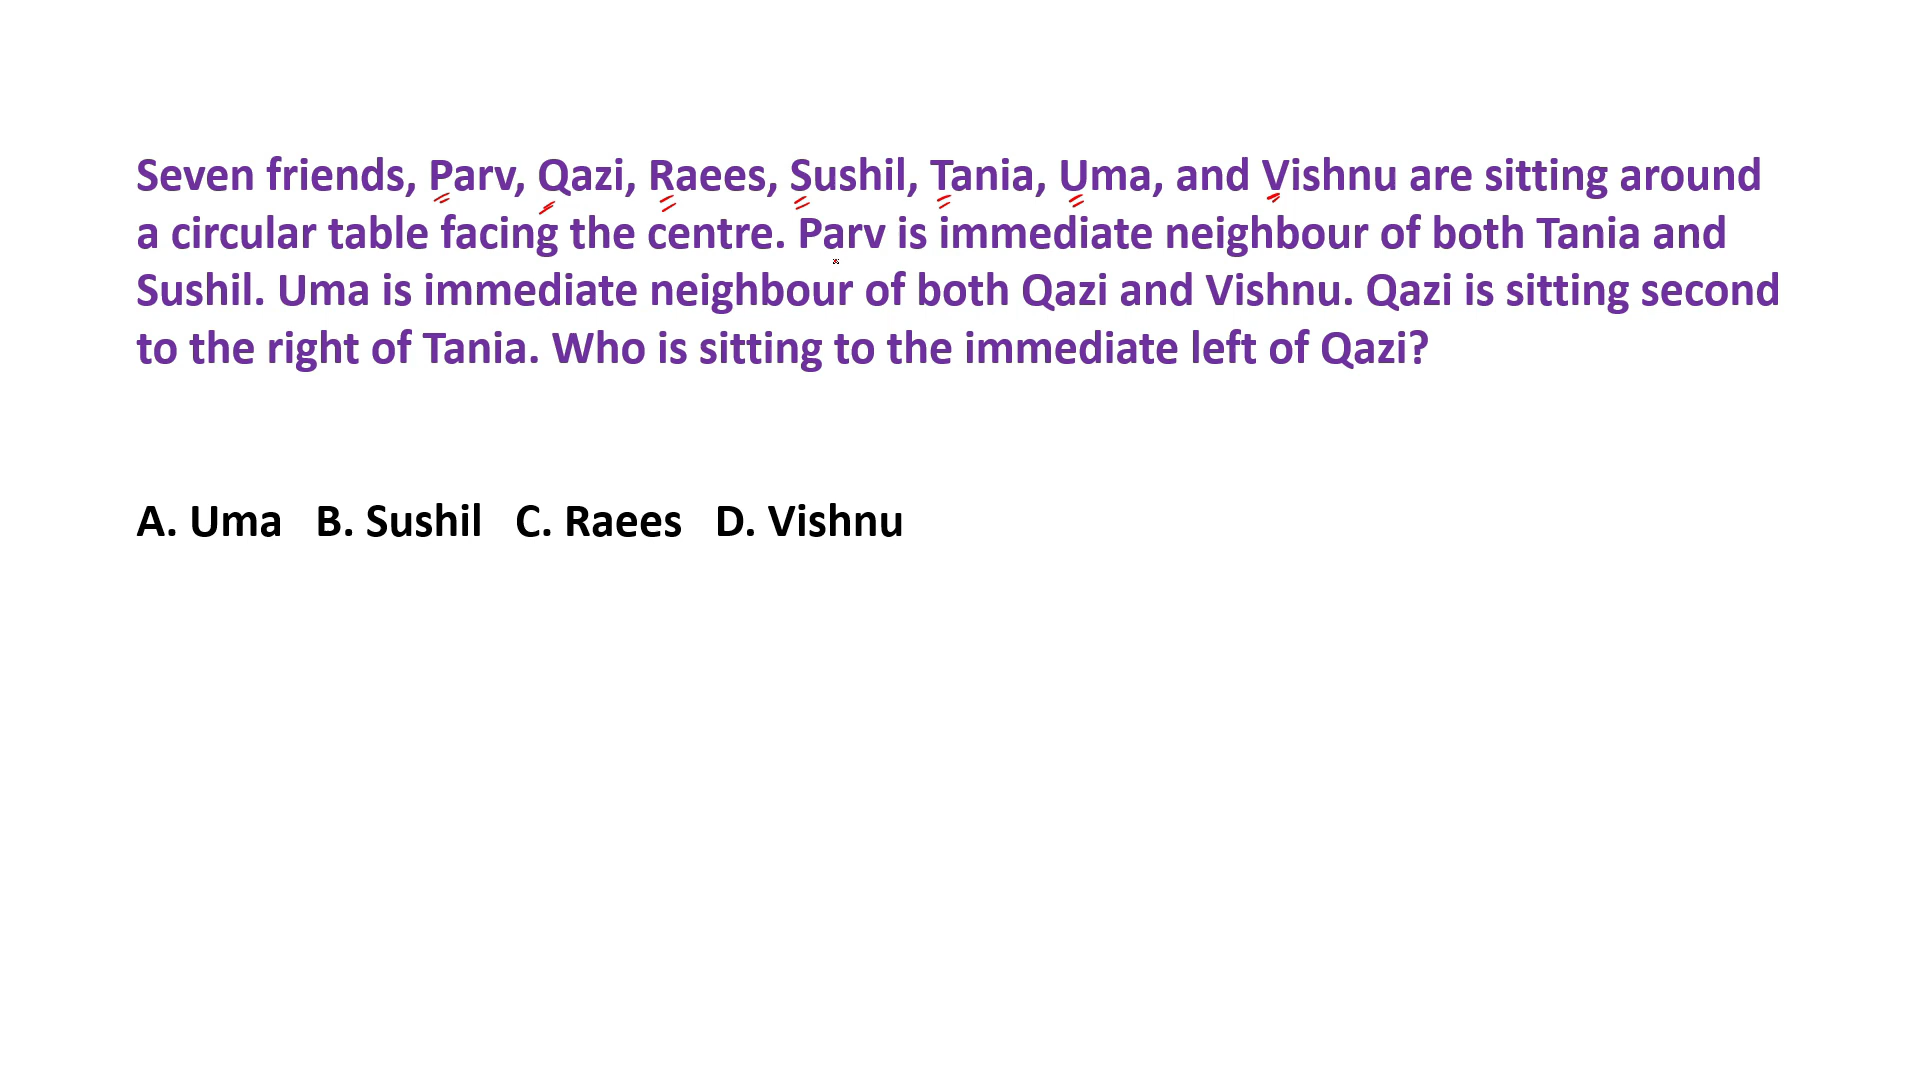 Seven friends, Parv, Qazi, Raees, Sushil, Tania, Uma, and Vishnu are sitting around
a circular table facing the centre. Parv is immediate neighbour of both Tania and
Sushil. Uma is immediate neighbour of both Qazi and Vishnu. Qazi is sitting second
to the right of Tania. Who is sitting to the immediate left of Qazi?
A. Uma   B. Sushil   C. Raees   D. Vishnu